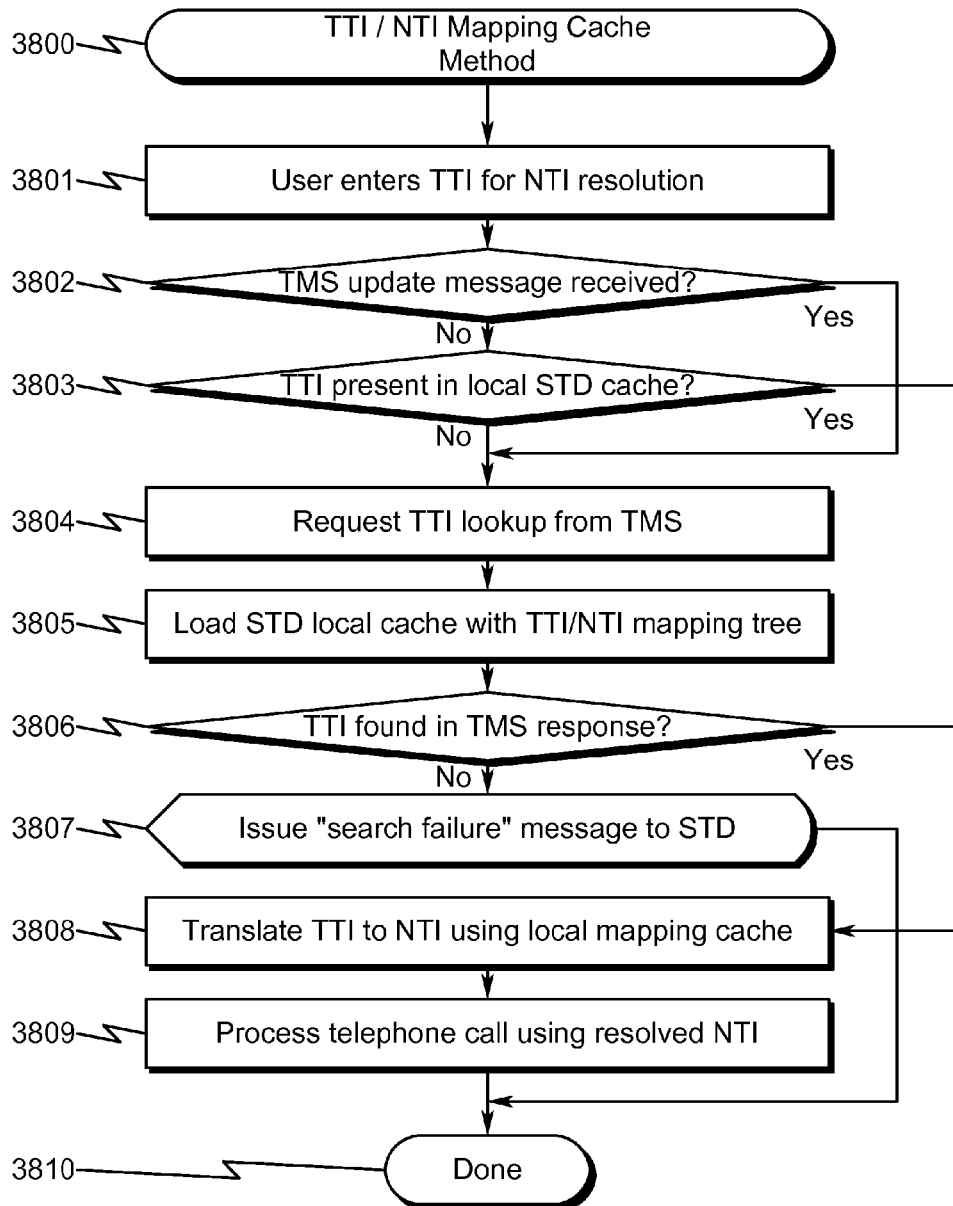 3800
TTI / NTI Mapping Cache
Method
3801
User enters TTI for NTI resolution
3802
TMS update message received?
Yes
No
3803
TTI present in local STD cache?
Yes
No
3804
Request TTI lookup from TMS
3805
Load STD local cache with TTI/NTI mapping tree
3806
TTI found in TMS response?
Yes
No
3807
Issue "search failure" message to STD
3808
Translate TTI to NTI using local mapping cache
3809
Process telephone call using resolved NTI
3810
Done